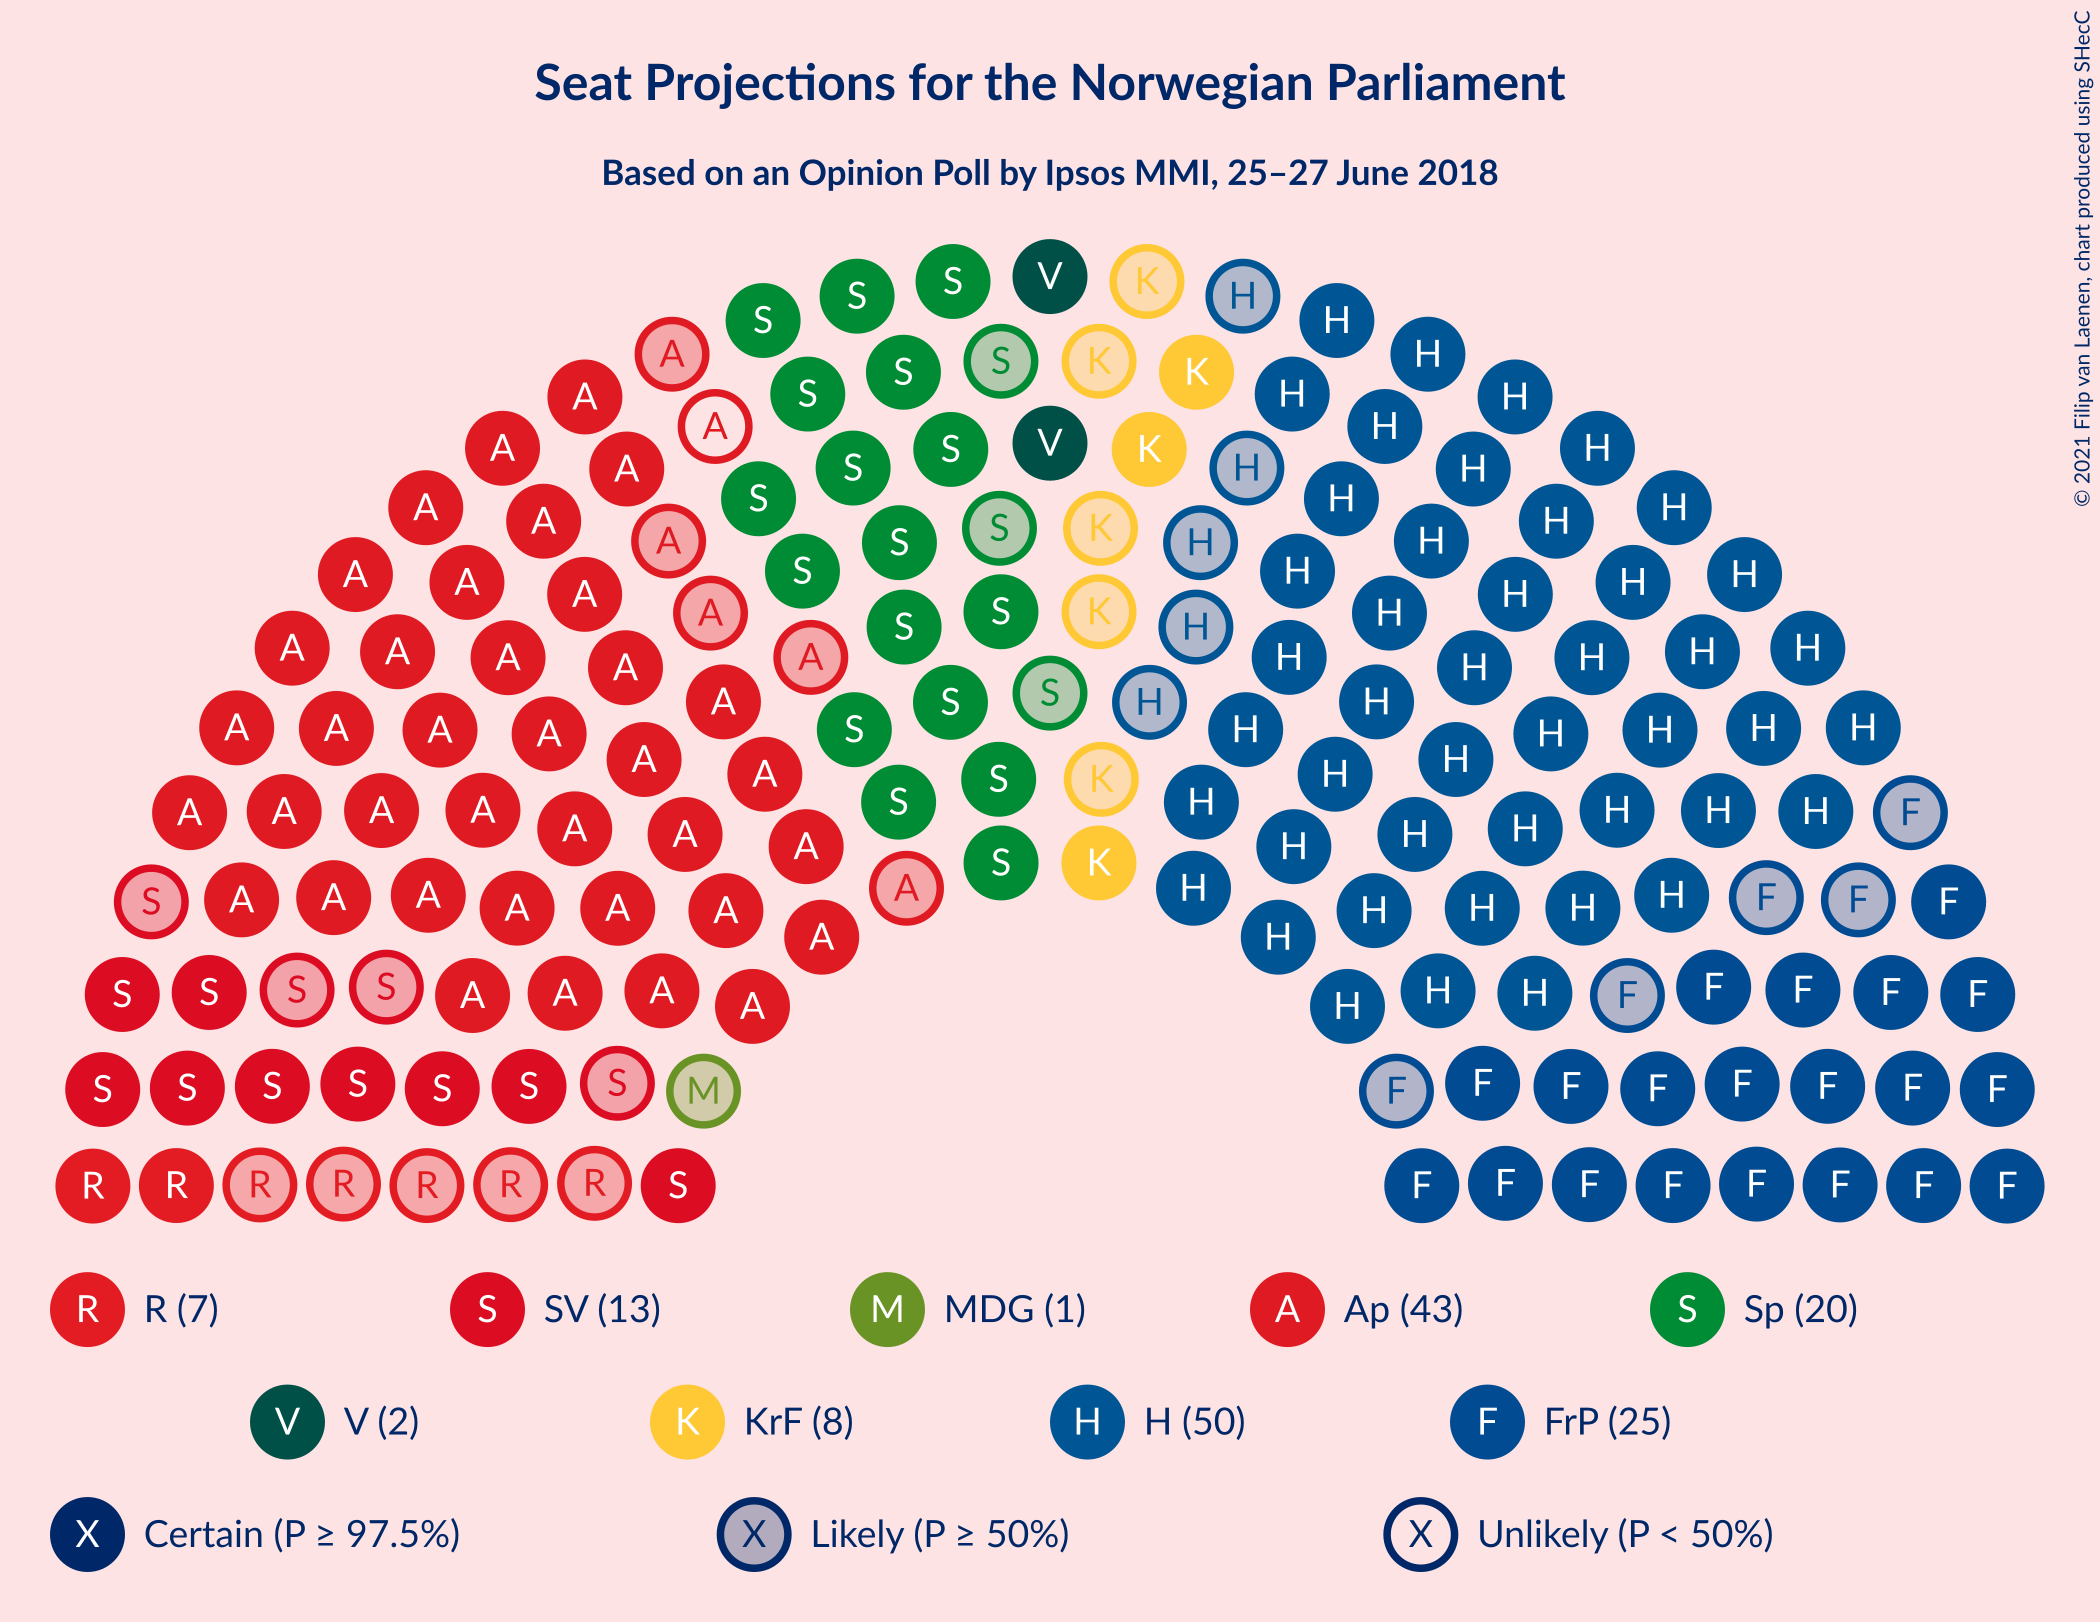 Seat Projections for the Norwegian Parliament
Based on an Opinion Poll by Ipsos MMI, 25–27 June 2018
© 2021 Filip van Laenen, chart produced using SHecC
V
S K
S H
S H
A S K H
S K
A S H A
A S H H
S V K
A H
A S H H
A S H
A H
A S K H
A A S H H
A S H
A H
A A S K H H
A A S H H
A A A S H H H
A A H H
A A S H H
A A S H H
A A A A S H H H H
A A H H
A A S K H H
A A A A S H H H H
A A H H
A A H H
A S K H
S A A A A H H H F F
A A A A H H H H
A H
S S S S F F F F
A A A H H F
A H
S S S S S S S M F F F F F F F F
R R R R R R R S F F F F F F F F
R R (7) S SV (13) M MDG (1) A Ap (43) S Sp (20)
V V (2) K KrF (8) H H (50) F FrP (25)
X Certain (P ≥ 97.5%) X Likely (P ≥ 50%) X Unlikely (P < 50%)